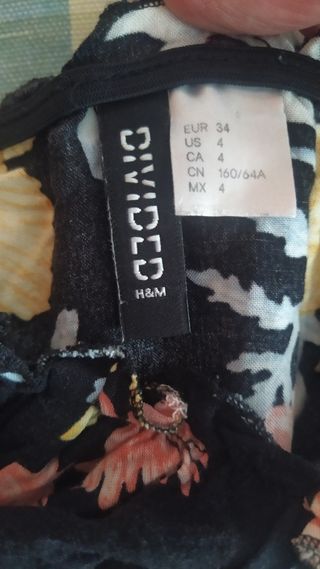 DIVIDED
H&M
EUR 34
US 4
CA 4
CN 160/64A
MX 4